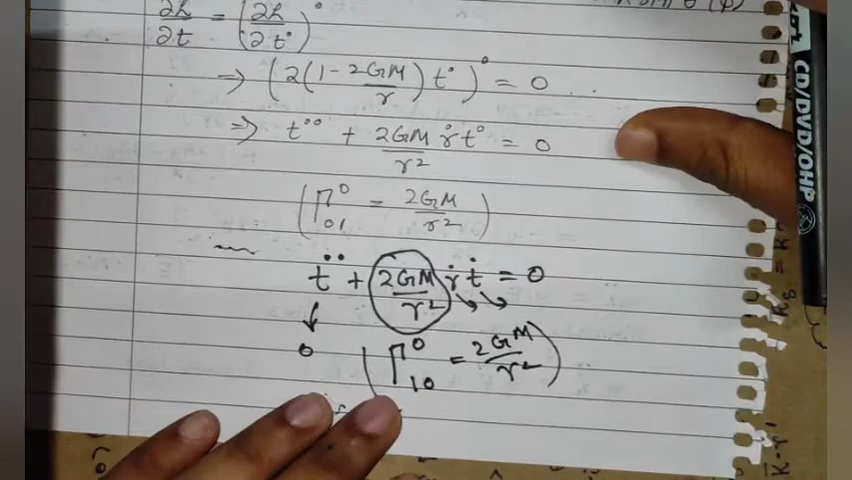 ∂L/∂t = (∂L/∂t°)°
⇒ (2(1 - 2GM/r) t°)° = 0
⇒ t°° + 2GM/r² ṙt° = 0
(Γ⁰₀₁ = 2GM/r²)
ẗ + 2GM/r² ṙ ṫ = 0
0
(Γ⁰₁₀ = 2GM/r²)
CD/DVD/OHP